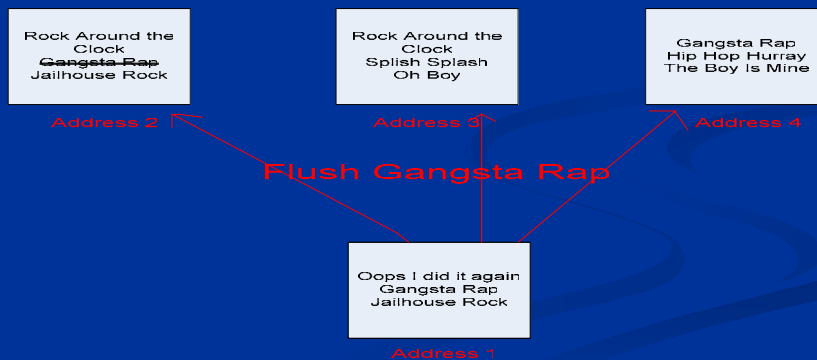 Rock Around the
Clock
Gangsta Rap
Jailhouse Rock
Address 2
Rock Around the
Clock
Splish Splash
Oh Boy
Address 3
Gangsta Rap
Hip Hop Hurray
The Boy Is Mine
Address 4
Flush Gangsta Rap
Oops I did it again
Gangsta Rap
Jailhouse Rock
Address 1